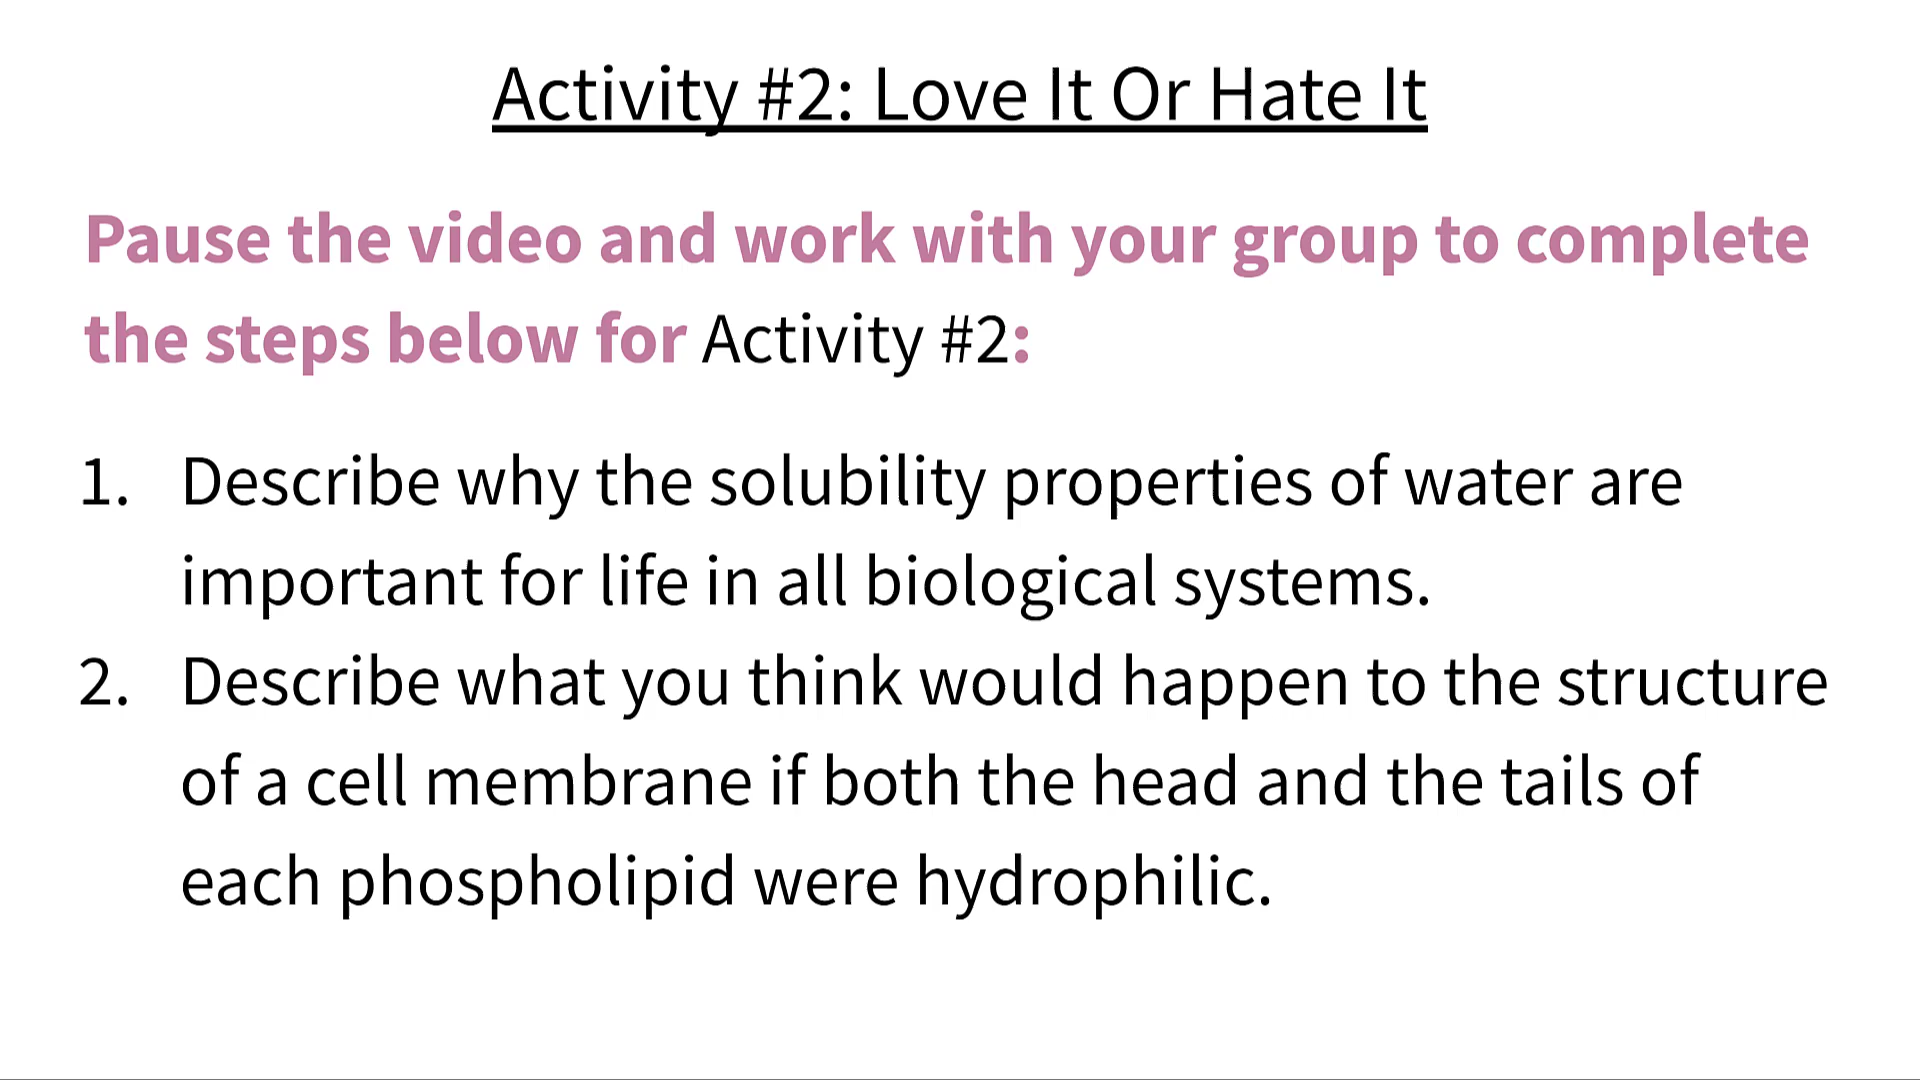 Activity #2: Love It Or Hate It
Pause the video and work with your group to complete
the steps below for Activity #2:
1. Describe why the solubility properties of water are
important for life in all biological systems.
2. Describe what you think would happen to the structure
of a cell membrane if both the head and the tails of
each phospholipid were hydrophilic.